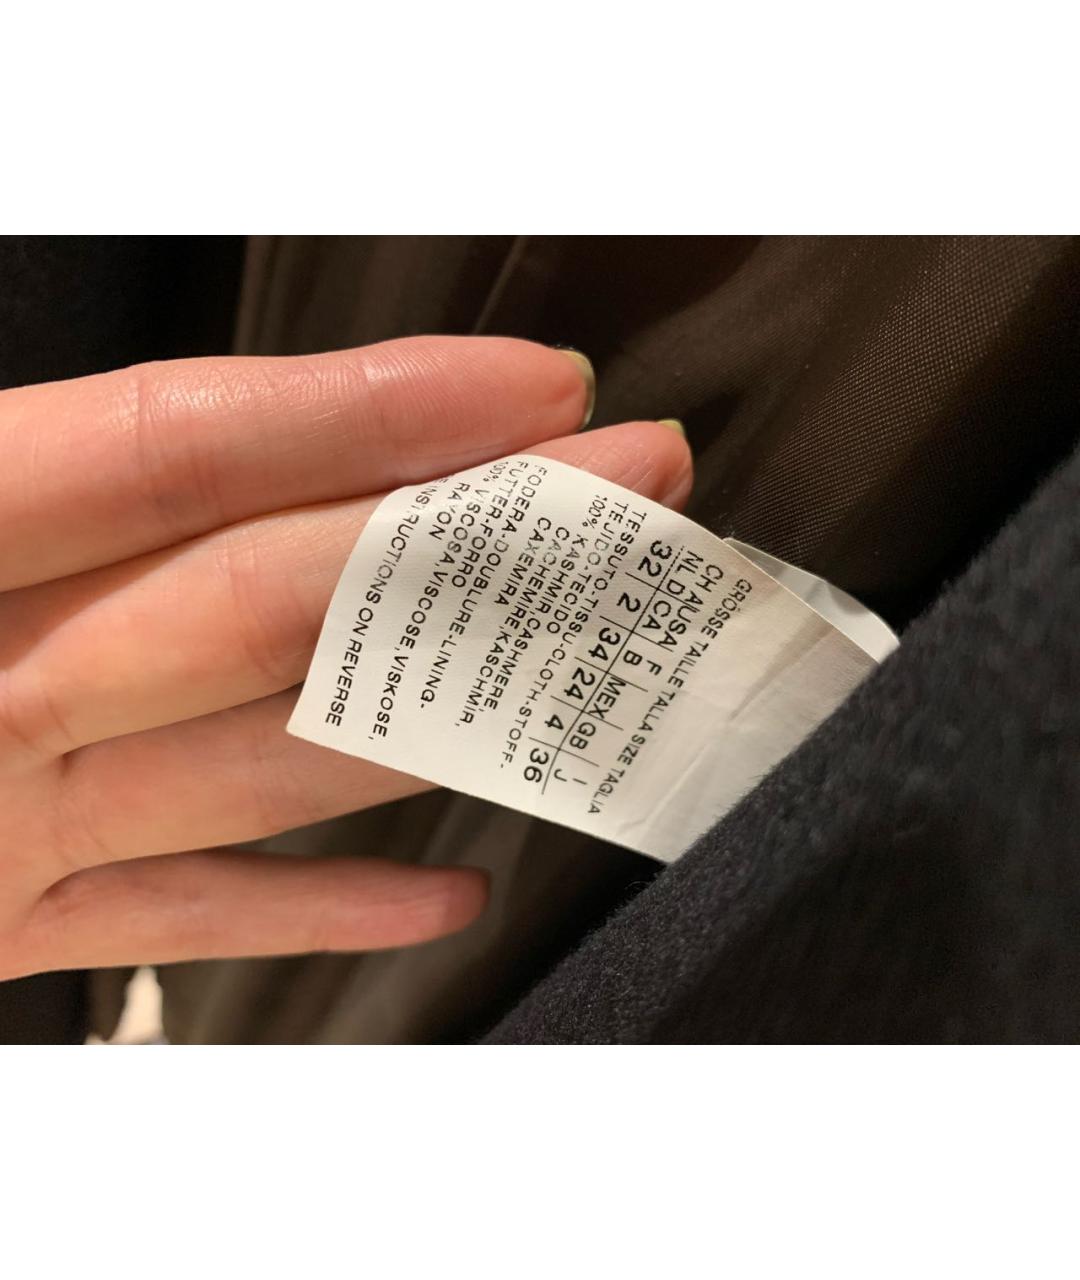 GRÖSSE TAILLE TALLA SIZE TAGLIA
CH A USA F I
NL D CA B MEX GB J
32 2 34 24 4 36
TESSUTO-TISSU-CLOTH-STOFF-
TEJIDO-TECIDO
100% CASHMERE,
KASCHMIR,
CAXEMIRA
FODERA-DOUBLURE-LINING-
FUTTER-FORRO
100% VISCOSA,VISCOSE,VISKOSE,
RAYON
INSTRUCTIONS ON REVERSE